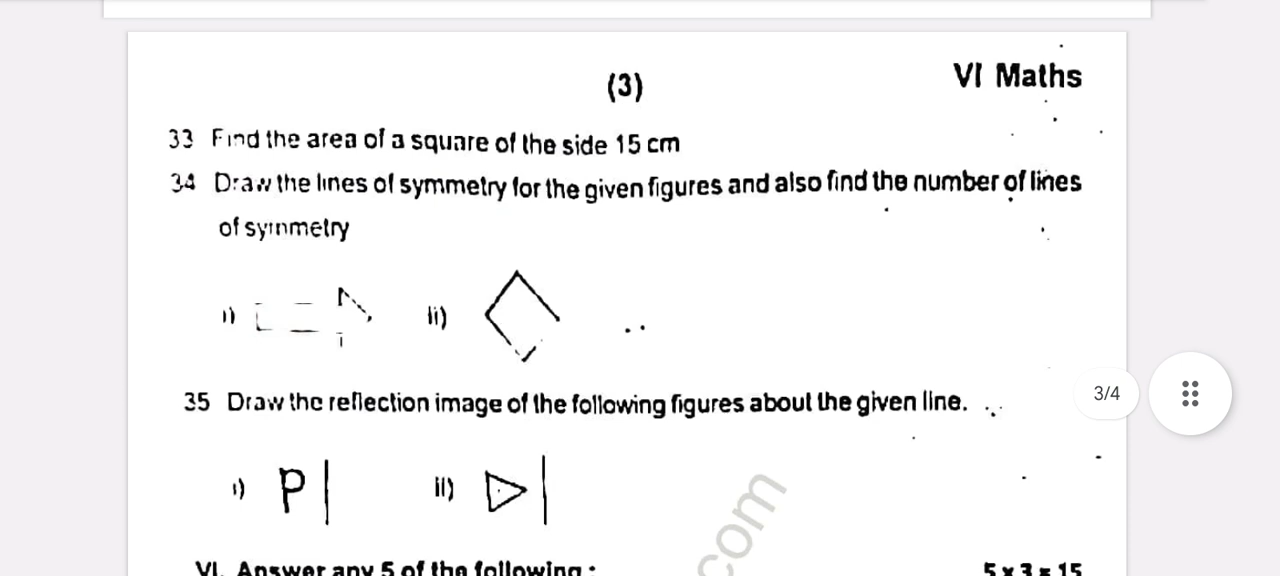 (3)
VI Maths
33 Find the area of a square of the side 15 cm
34 Draw the lines of symmetry for the given figures and also find the number of lines
of symmetry
i) ii)
35 Draw the reflection image of the following figures about the given line.
3/4
i) P ii)
com
VI. Answer any 5 of the following :
5 x 3 = 15